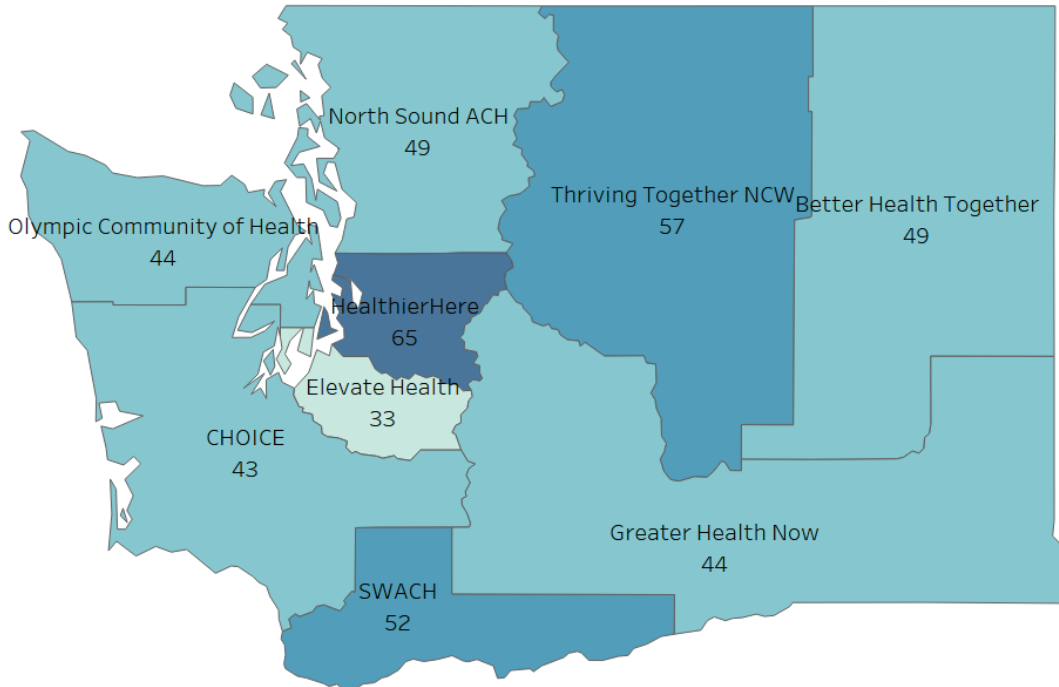 North Sound ACH
49
Thriving Together NCW
57
Better Health Together
49
Olympic Community of Health
44
HealthierHere
65
Elevate Health
33
CHOICE
43
Greater Health Now
44
SWACH
52